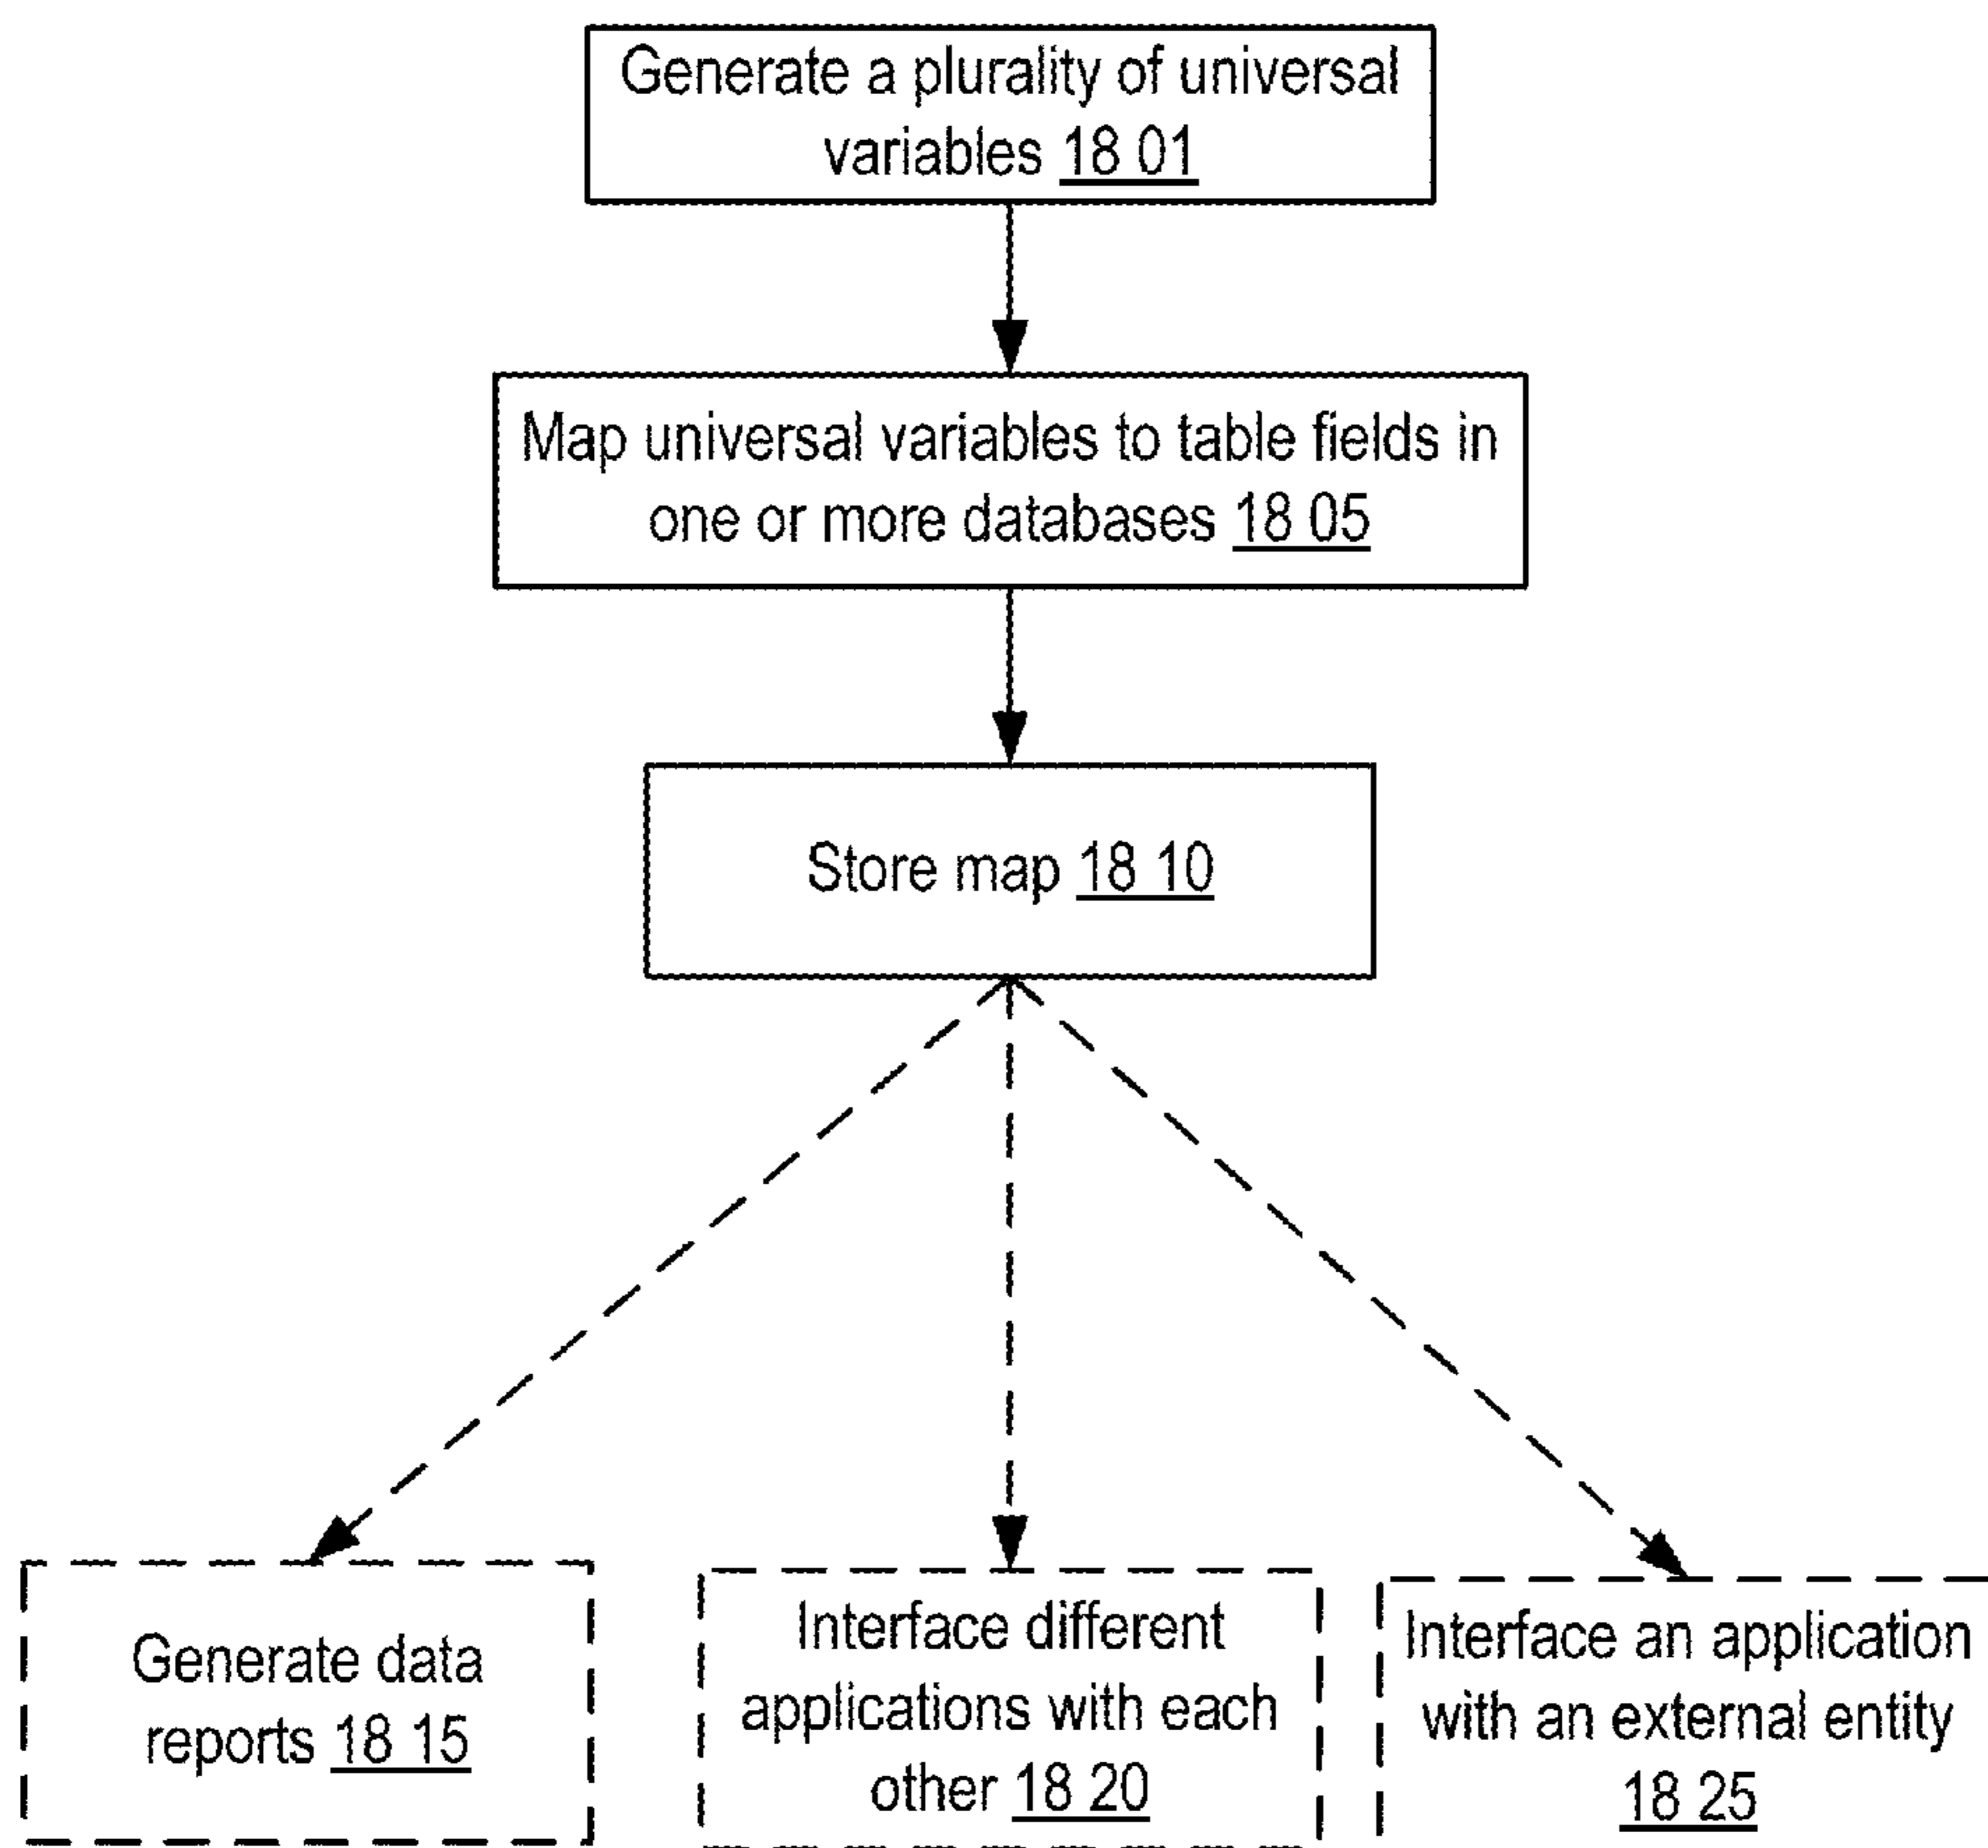 Generate a plurality of universal
variables 18 01
Map universal variables to table fields in
one or more databases 18 05
Store map 18 10
Generate data
reports 18 15
Interface different
applications with each
other 18 20
Interface an application
with an external entity
18 25